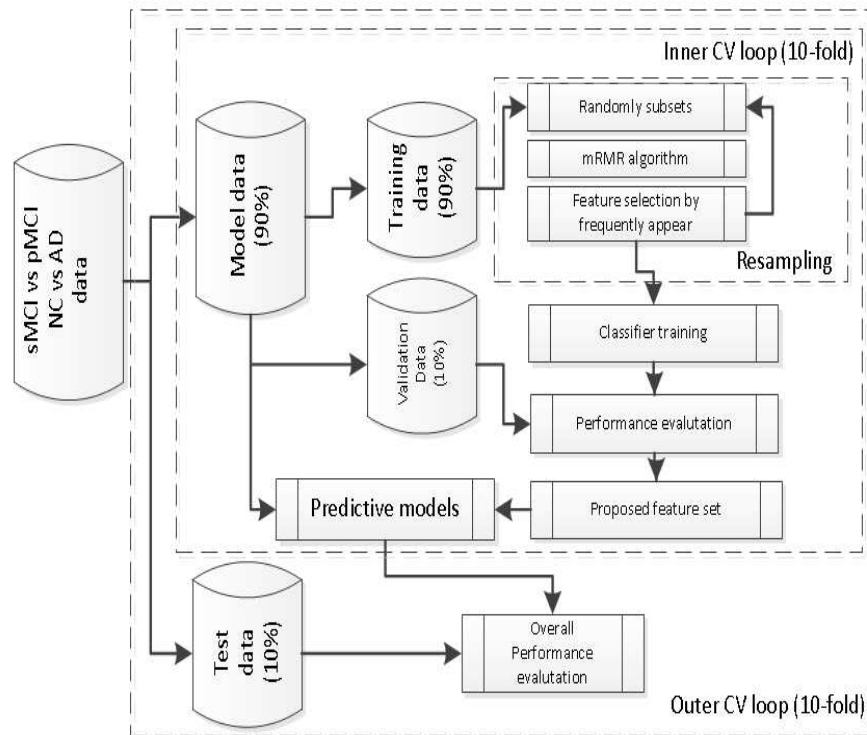 Inner CV loop (10-fold)
Randomly subsets
mRMR algorithm
Feature selection by
frequently appear
Resampling
sMCI vs pMCI
NC vs AD
data
Model data
(90%)
Training
data
(90%)
Validation
Data
(10%)
Classifier training
Performance evalutation
Proposed feature set
Predictive models
Test
data
(10%)
Overall
Performance
evalutation
Outer CV loop (10-fold)